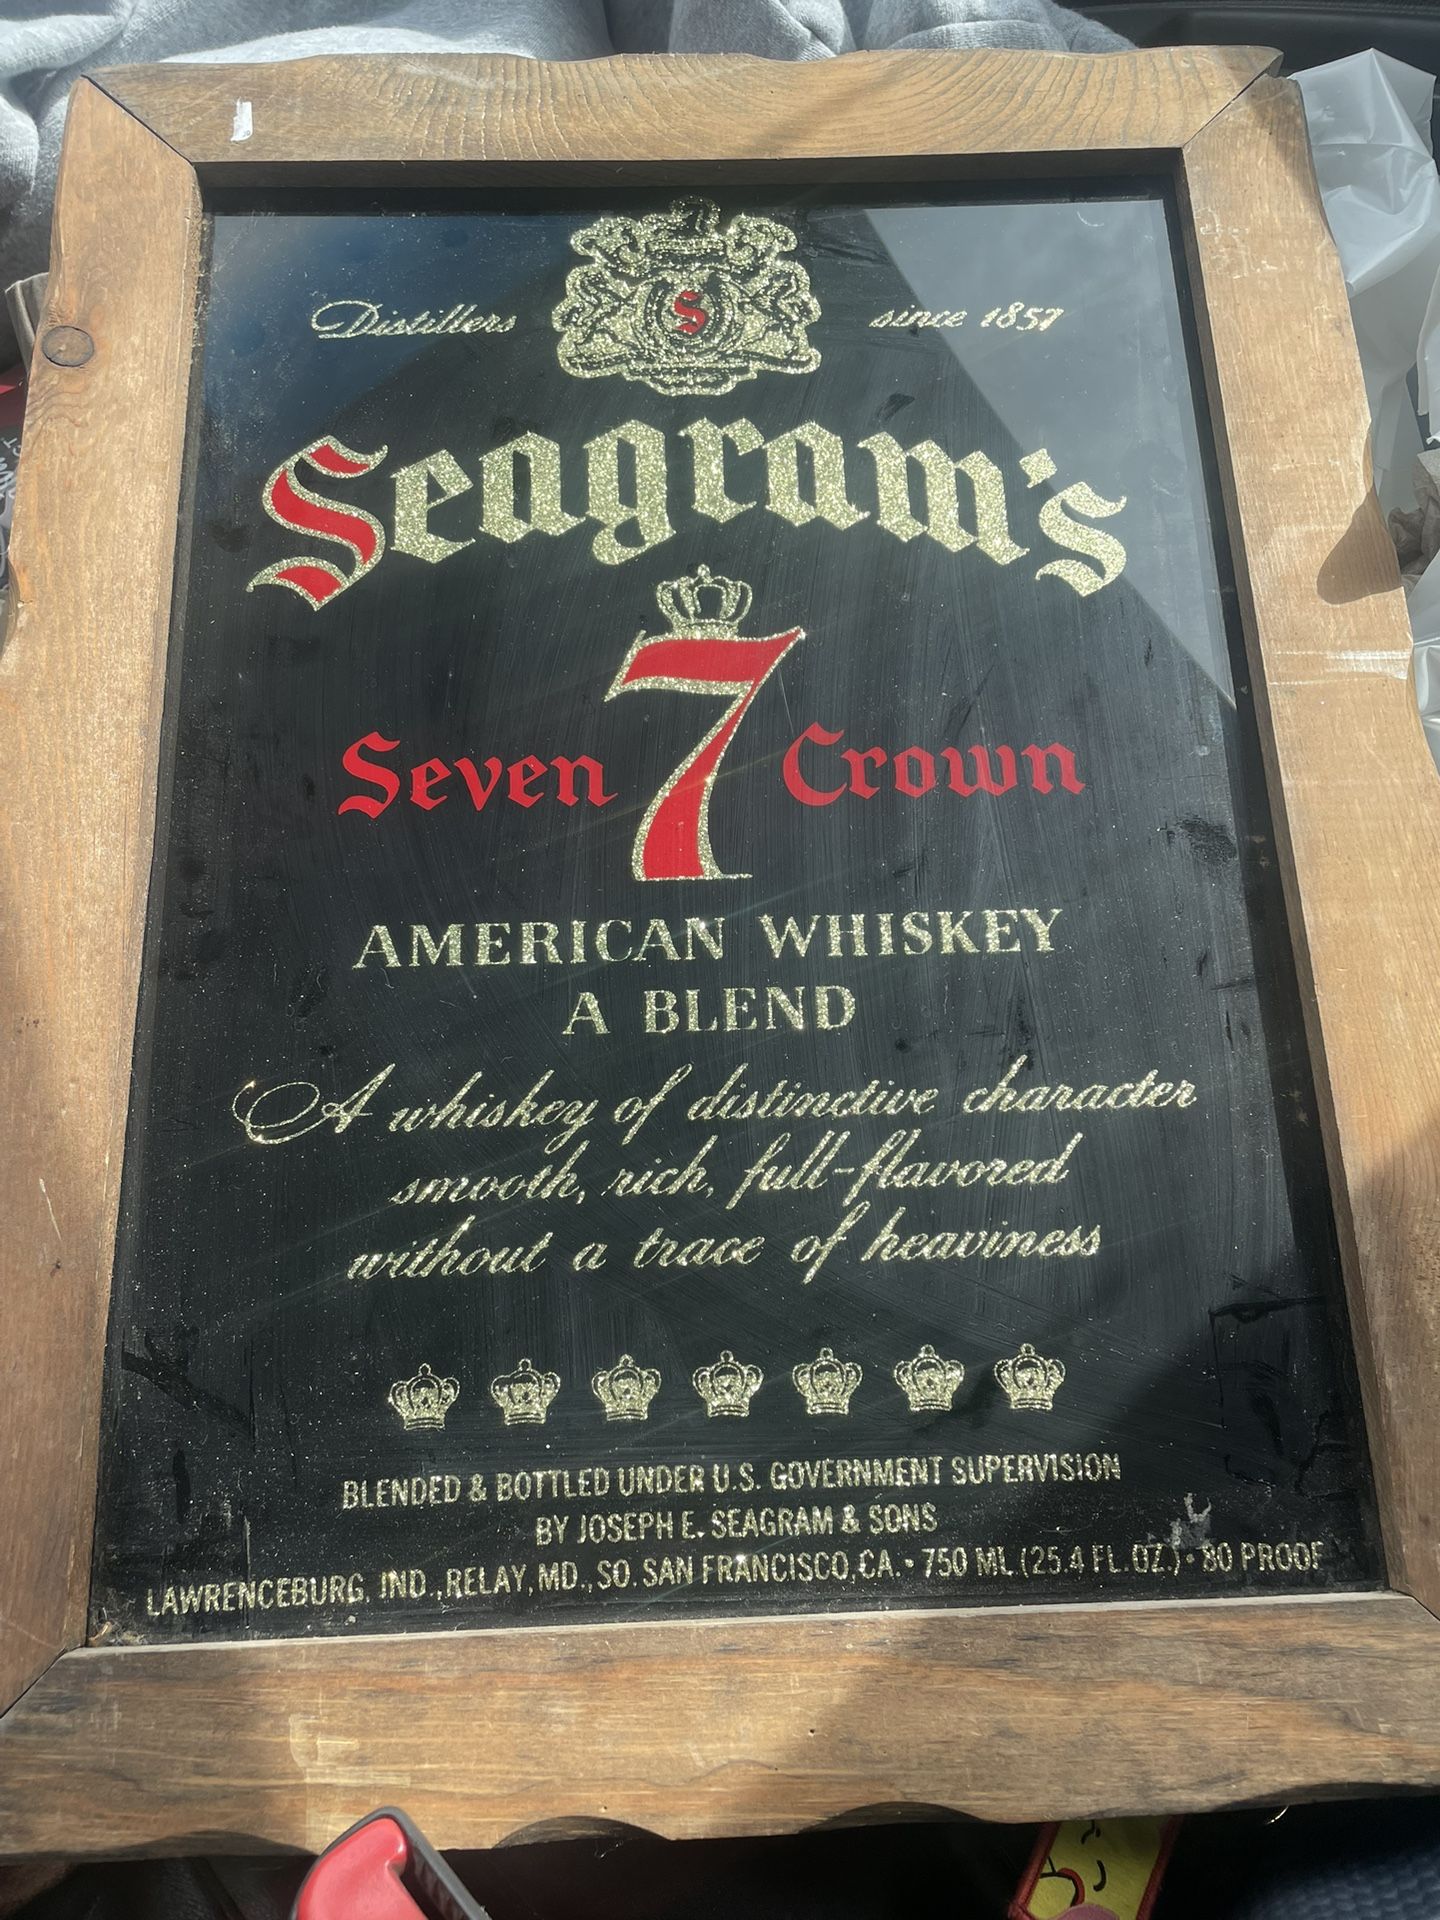 Distillers since 1857
S
Seagram's
7
Seven Crown
AMERICAN WHISKEY
A BLEND
A whiskey of distinctive character
smooth, rich, full-flavored
without a trace of heaviness
BLENDED & BOTTLED UNDER U.S. GOVERNMENT SUPERVISION
BY JOSEPH E. SEAGRAM & SONS
LAWRENCEBURG, IND., RELAY, MD., SO. SAN FRANCISCO, CA. • 750 ML (25.4 FL. OZ.) • 80 PROOF